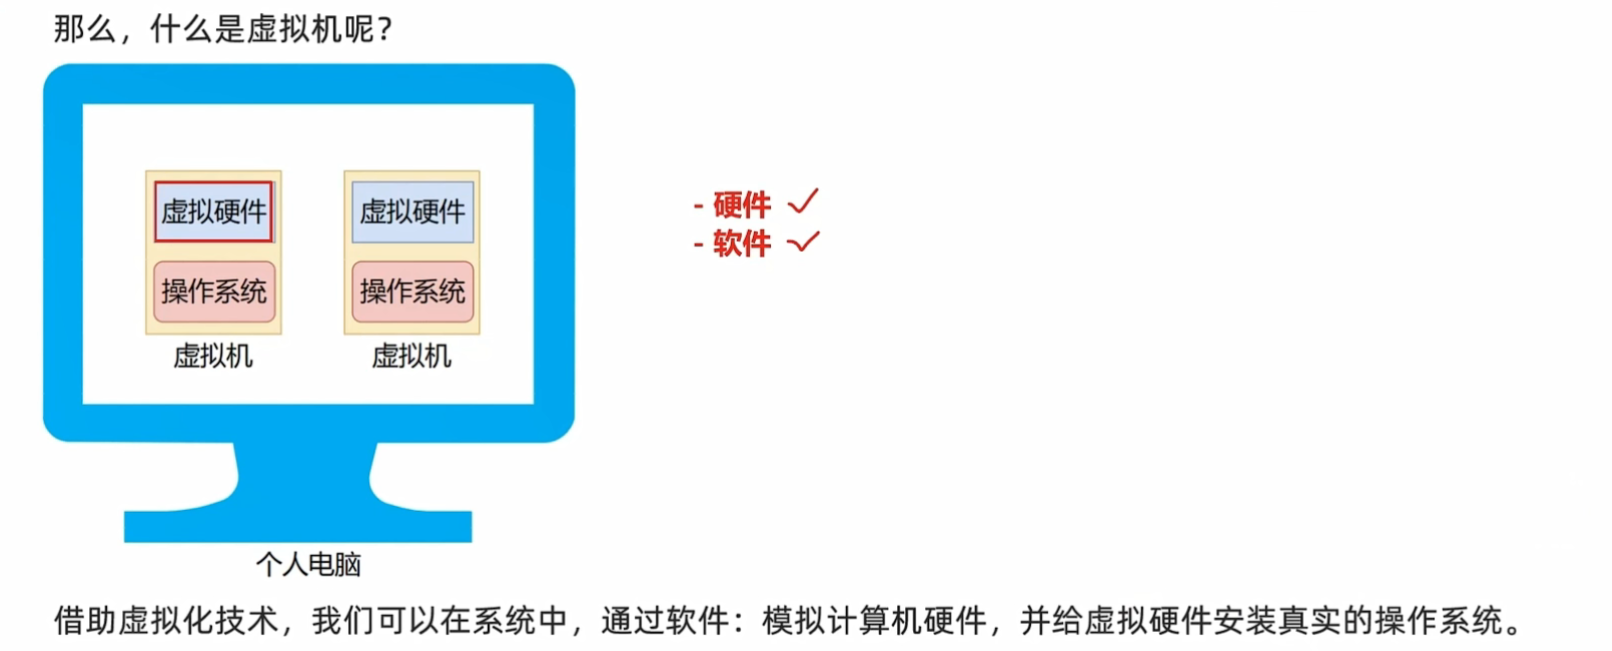 那么，什么是虚拟机呢？
虚拟硬件 虚拟硬件
- 硬件
- 软件
操作系统 操作系统
虚拟机 虚拟机
个人电脑
借助虚拟化技术，我们可以在系统中，通过软件：模拟计算机硬件，并给虚拟硬件安装真实的操作系统。